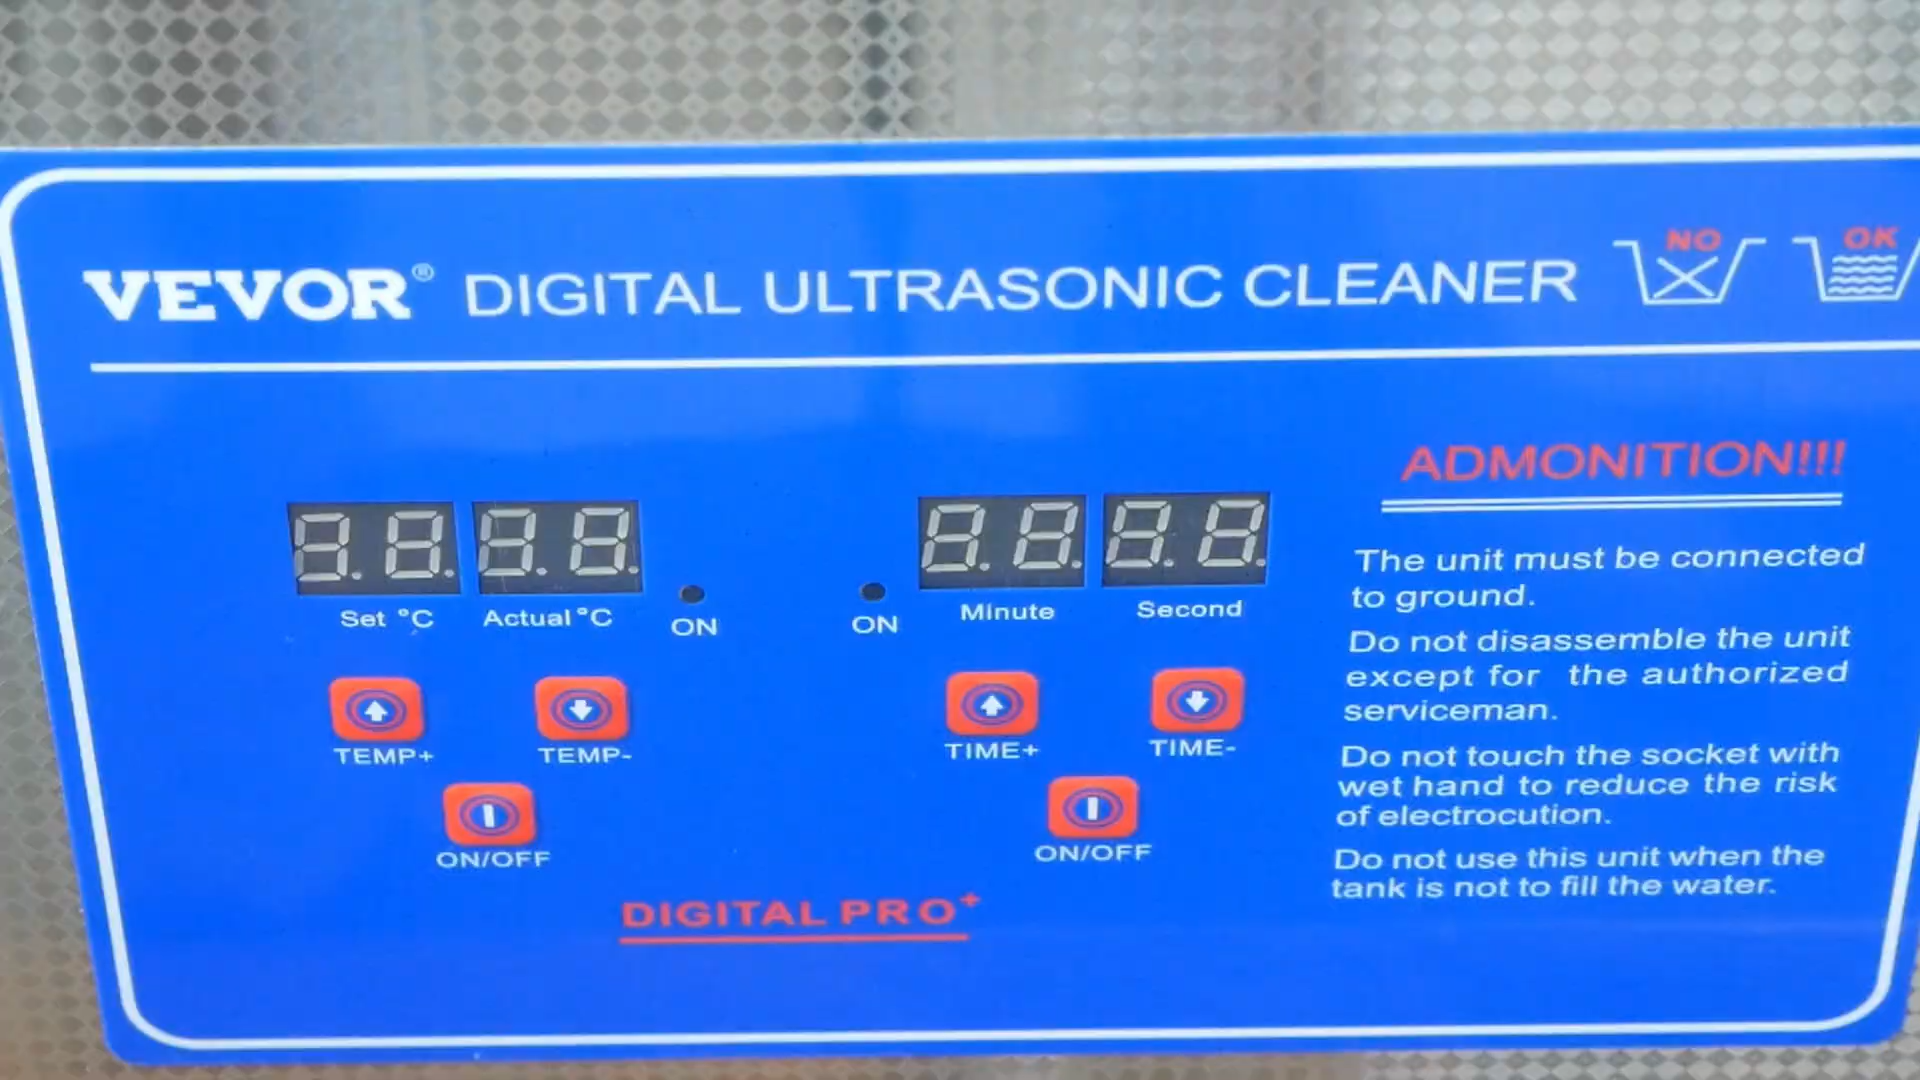 VEVOR® DIGITAL ULTRASONIC CLEANER
NO
OK
ADMONITION!!!
The unit must be connected
to ground.
Do not disassemble the unit
except for the authorized
serviceman.
Do not touch the socket with
wet hand to reduce the risk
of electrocution.
Do not use this unit when the
tank is not to fill the water.
Set °C
Actual °C
ON
ON
Minute
Second
TEMP+
TEMP-
TIME+
TIME-
ON/OFF
ON/OFF
DIGITAL PRO+